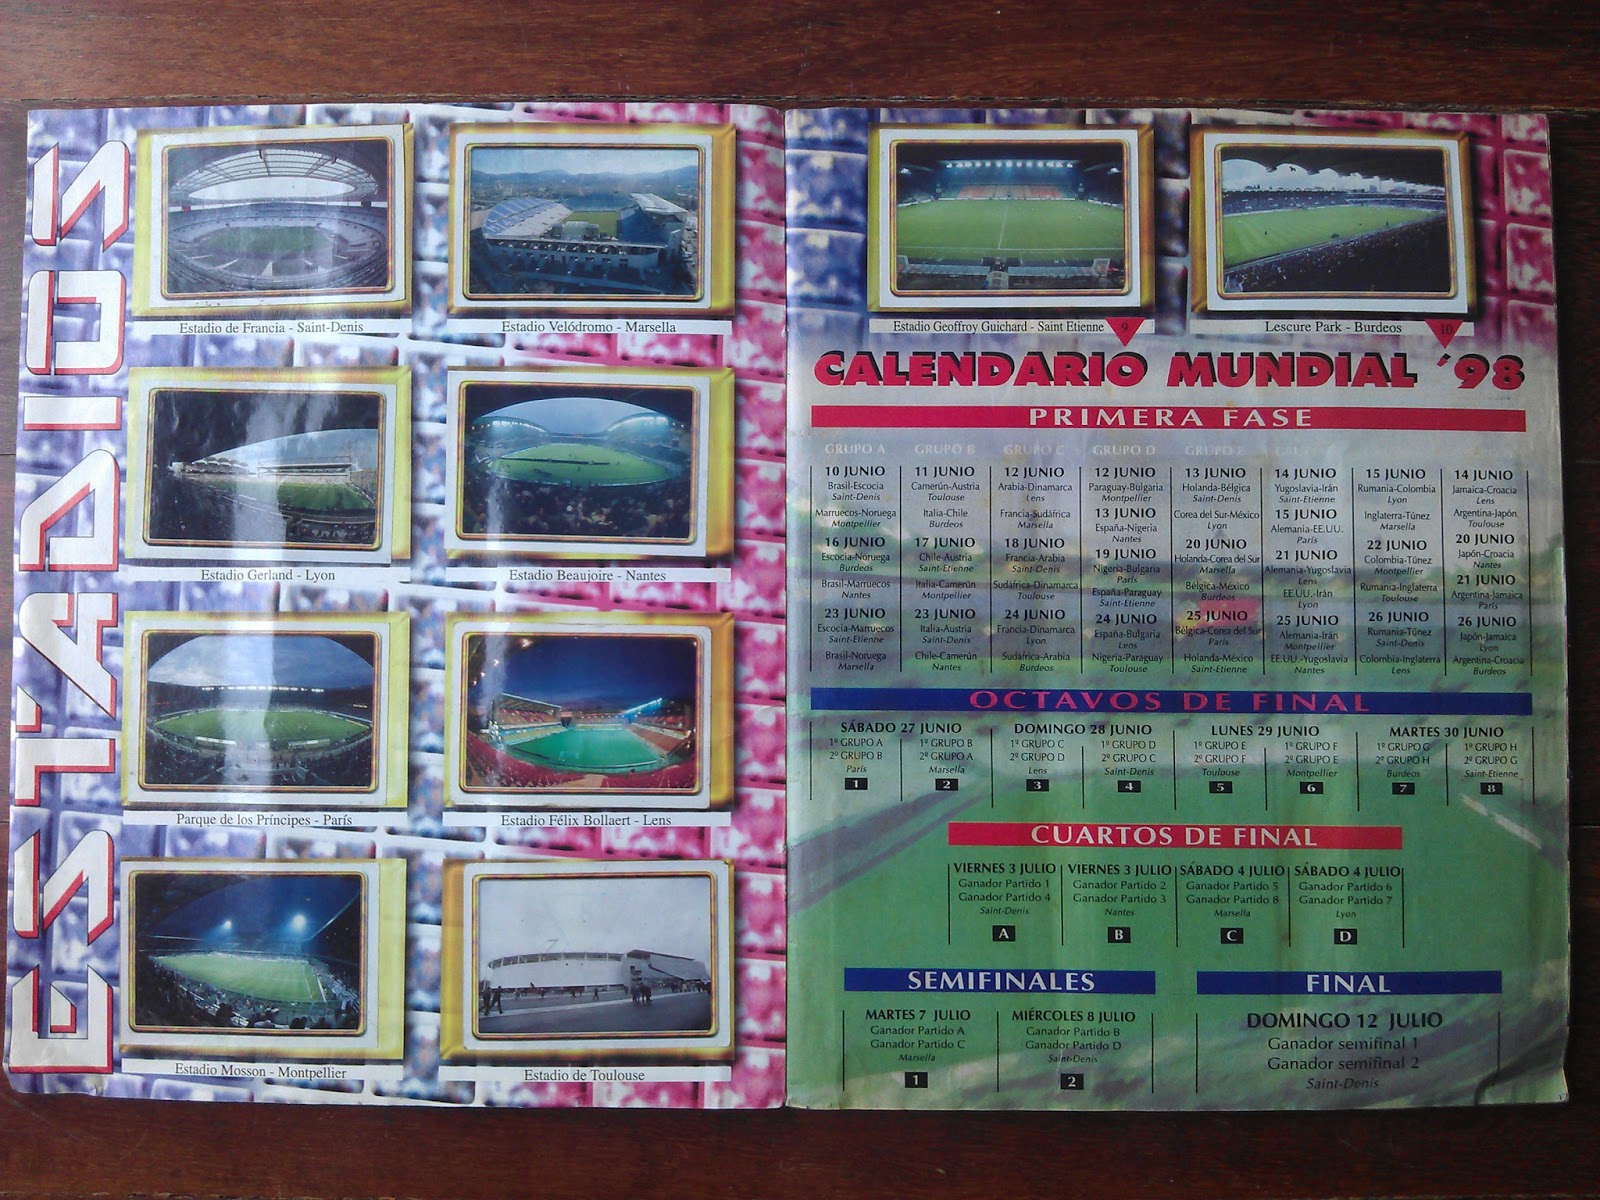 ESTADIOS
Estadio de Francia - Saint-Denis
Estadio Velódromo - Marsella
Estadio Gerland - Lyon
Estadio Beaujoire - Nantes
Parque de los Príncipes - París
Estadio Félix Bollaert - Lens
Estadio Mosson - Montpellier
Estadio de Toulouse
Estadio Geoffroy Guichard - Saint Etienne
9
Lescure Park - Burdeos
10
CALENDARIO MUNDIAL '98
PRIMERA FASE
GRUPO A
10 JUNIO
Brasil-Escocia
Saint-Denis
Marruecos-Noruega
Montpellier
16 JUNIO
Escocia-Noruega
Burdeos
Brasil-Marruecos
Nantes
23 JUNIO
Escocia-Marruecos
Saint-Etienne
Brasil-Noruega
Marsella
GRUPO B
11 JUNIO
Camerún-Austria
Toulouse
Italia-Chile
Burdeos
17 JUNIO
Chile-Austria
Saint-Etienne
Italia-Camerún
Montpellier
23 JUNIO
Italia-Austria
Saint-Denis
Chile-Camerún
Nantes
GRUPO C
12 JUNIO
Arabia-Dinamarca
Lens
Francia-Sudáfrica
Marsella
18 JUNIO
Francia-Arabia
Saint-Denis
Sudáfrica-Dinamarca
Toulouse
24 JUNIO
Francia-Dinamarca
Lyon
Sudáfrica-Arabia
Burdeos
GRUPO D
12 JUNIO
Paraguay-Bulgaria
Montpellier
13 JUNIO
España-Nigeria
Nantes
19 JUNIO
Nigeria-Bulgaria
París
España-Paraguay
Saint-Etienne
24 JUNIO
España-Bulgaria
Lens
Nigeria-Paraguay
Toulouse
GRUPO E
13 JUNIO
Holanda-Bélgica
Saint-Denis
Corea del Sur-México
Lyon
20 JUNIO
Holanda-Corea del Sur
Marsella
Bélgica-México
Burdeos
25 JUNIO
Bélgica-Corea del Sur
París
Holanda-México
Saint-Etienne
14 JUNIO
Yugoslavia-Irán
Saint-Etienne
15 JUNIO
Alemania-EE.UU.
París
21 JUNIO
Alemania-Yugoslavia
Lens
EE.UU.-Irán
Lyon
25 JUNIO
Alemania-Irán
Montpellier
EE.UU.-Yugoslavia
Nantes
15 JUNIO
Rumania-Colombia
Lyon
Inglaterra-Túnez
Marsella
22 JUNIO
Colombia-Túnez
Montpellier
Rumania-Inglaterra
Toulouse
26 JUNIO
Rumania-Túnez
Saint-Denis
Colombia-Inglaterra
Lens
14 JUNIO
Jamaica-Croacia
Lens
Argentina-Japón
Toulouse
20 JUNIO
Japón-Croacia
Nantes
21 JUNIO
Argentina-Jamaica
París
26 JUNIO
Japón-Jamaica
Lyon
Argentina-Croacia
Burdeos
OCTAVOS DE FINAL
SÁBADO 27 JUNIO
1º GRUPO A
2º GRUPO B
París
1
1º GRUPO B
2º GRUPO A
Marsella
2
DOMINGO 28 JUNIO
1º GRUPO C
2º GRUPO D
Lens
3
1º GRUPO D
2º GRUPO C
Saint-Denis
4
LUNES 29 JUNIO
1º GRUPO E
2º GRUPO F
Toulouse
5
1º GRUPO F
2º GRUPO E
Montpellier
6
MARTES 30 JUNIO
1º GRUPO G
2º GRUPO H
Burdeos
7
1º GRUPO H
2º GRUPO G
Saint-Etienne
8
CUARTOS DE FINAL
VIERNES 3 JULIO
Ganador Partido 1
Ganador Partido 4
Saint-Denis
A
VIERNES 3 JULIO
Ganador Partido 2
Ganador Partido 3
Nantes
B
SÁBADO 4 JULIO
Ganador Partido 5
Ganador Partido 8
Marsella
C
SÁBADO 4 JULIO
Ganador Partido 6
Ganador Partido 7
Lyon
D
SEMIFINALES
MARTES 7 JULIO
Ganador Partido A
Ganador Partido C
Marsella
1
MIÉRCOLES 8 JULIO
Ganador Partido B
Ganador Partido D
Saint-Denis
2
FINAL
DOMINGO 12 JULIO
Ganador semifinal 1
Ganador semifinal 2
Saint-Denis